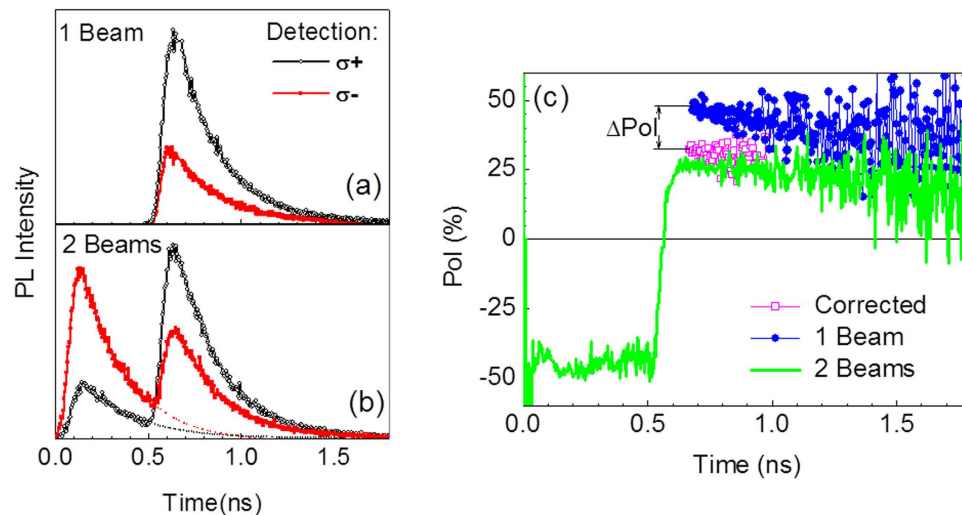 1 Beam
Detection:
σ+
σ-
(a)
2 Beams
(b)
PL Intensity
0.0 0.5 1.0 1.5
Time(ns)
(c)
50
25
0
-25
-50
Pol (%)
ΔPol
Corrected
1 Beam
2 Beams
0.0 0.5 1.0 1.5
Time (ns)